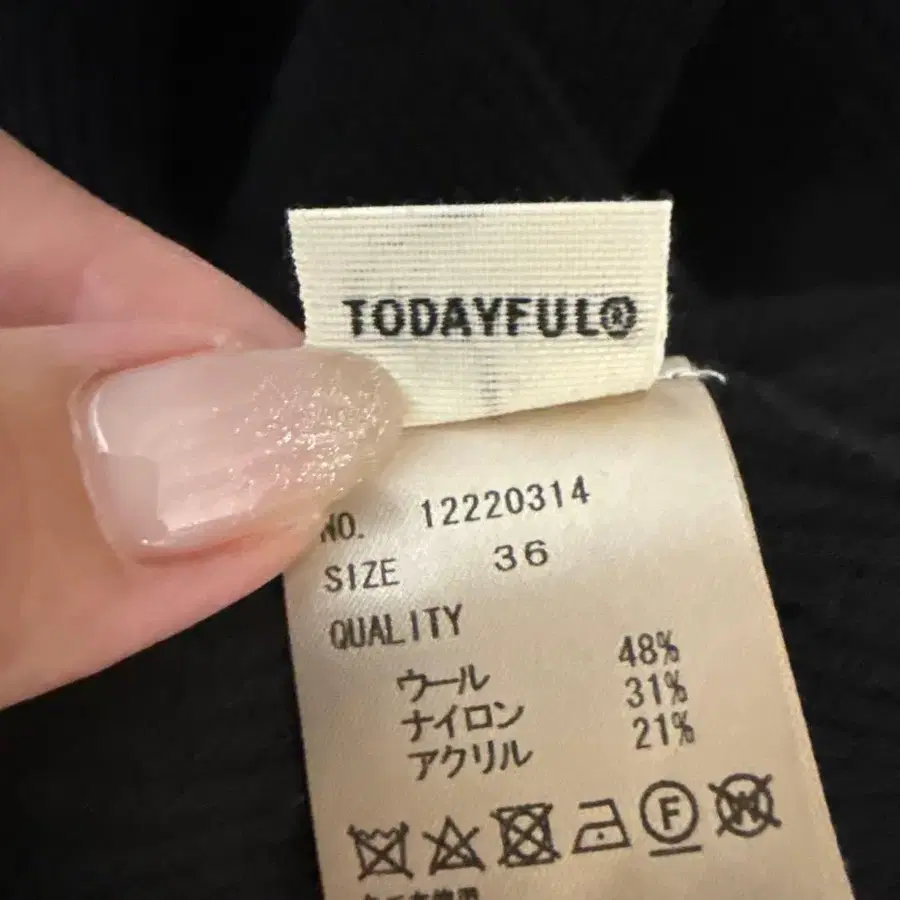 TODAYFUL®
NO. 12220314
SIZE 36
QUALITY
ウール 48%
ナイロン 31%
アクリル 21%
F
W